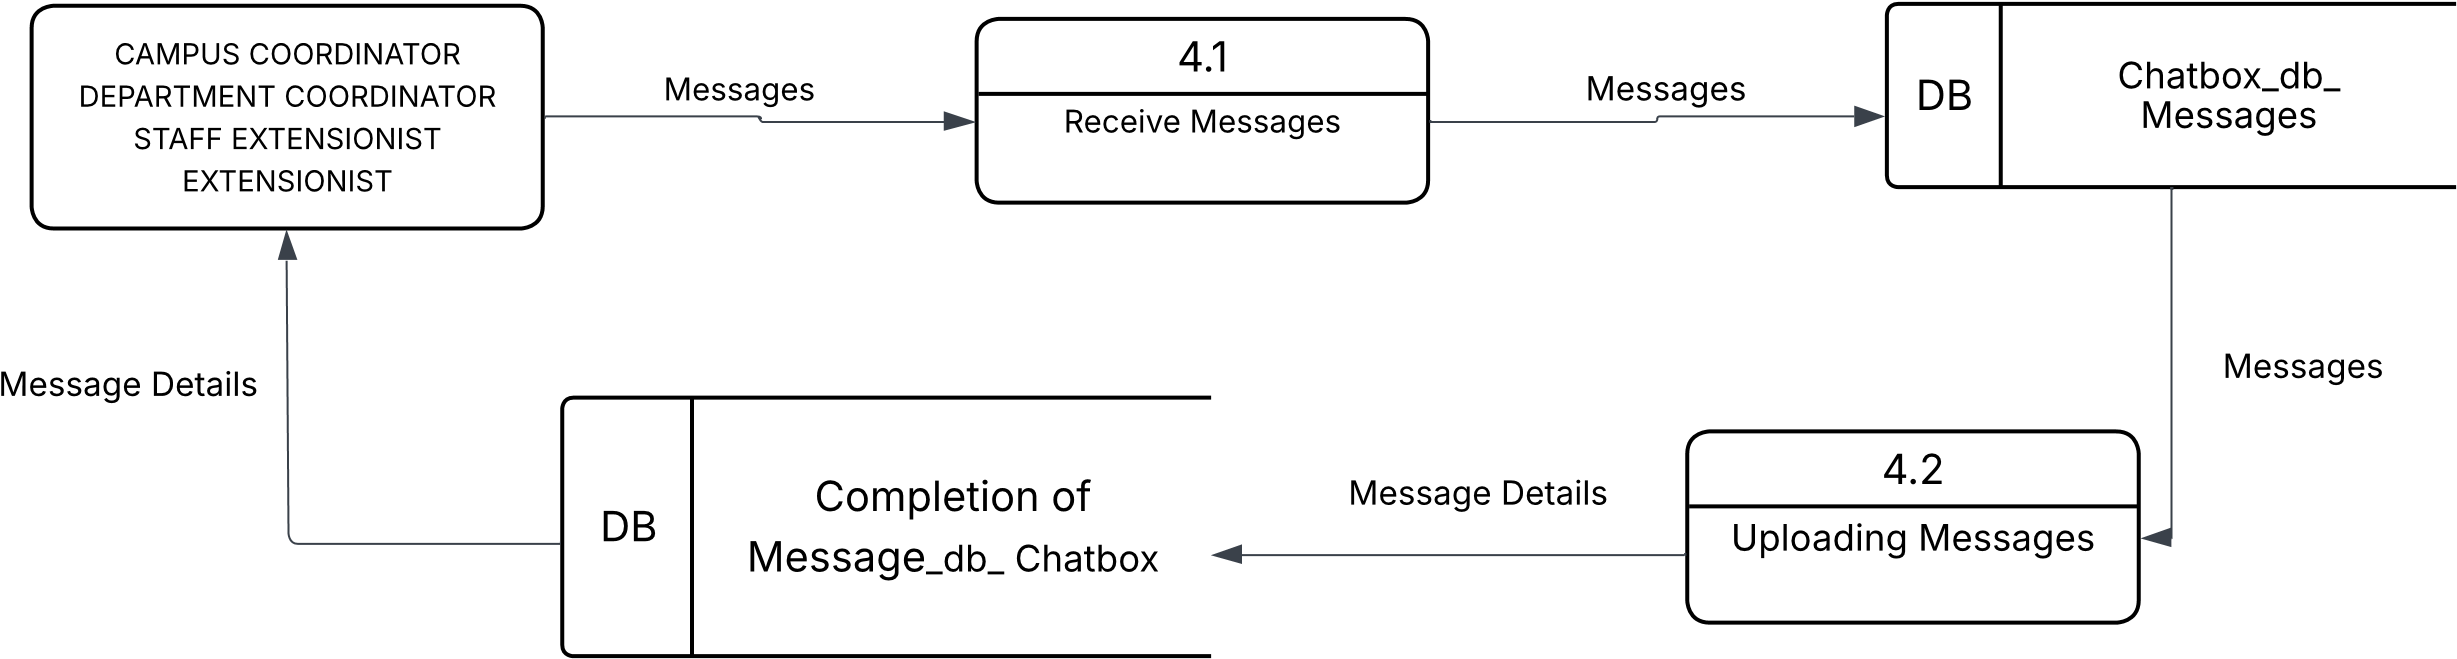 CAMPUS COORDINATOR
DEPARTMENT COORDINATOR
STAFF EXTENSIONIST
EXTENSIONIST
Messages
4.1
Receive Messages
Messages
DB
Chatbox_db_
Messages
Messages
4.2
Uploading Messages
Message Details
DB
Completion of
Message_db_ Chatbox
Message Details